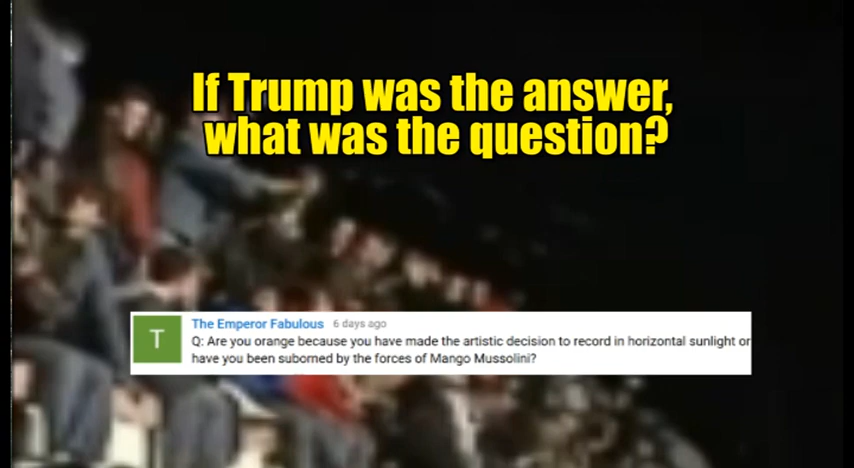 If Trump was the answer,
what was the question?
T
The Emperor Fabulous 6 days ago
Q: Are you orange because you have made the artistic decision to record in horizontal sunlight or
have you been suborned by the forces of Mango Mussolini?